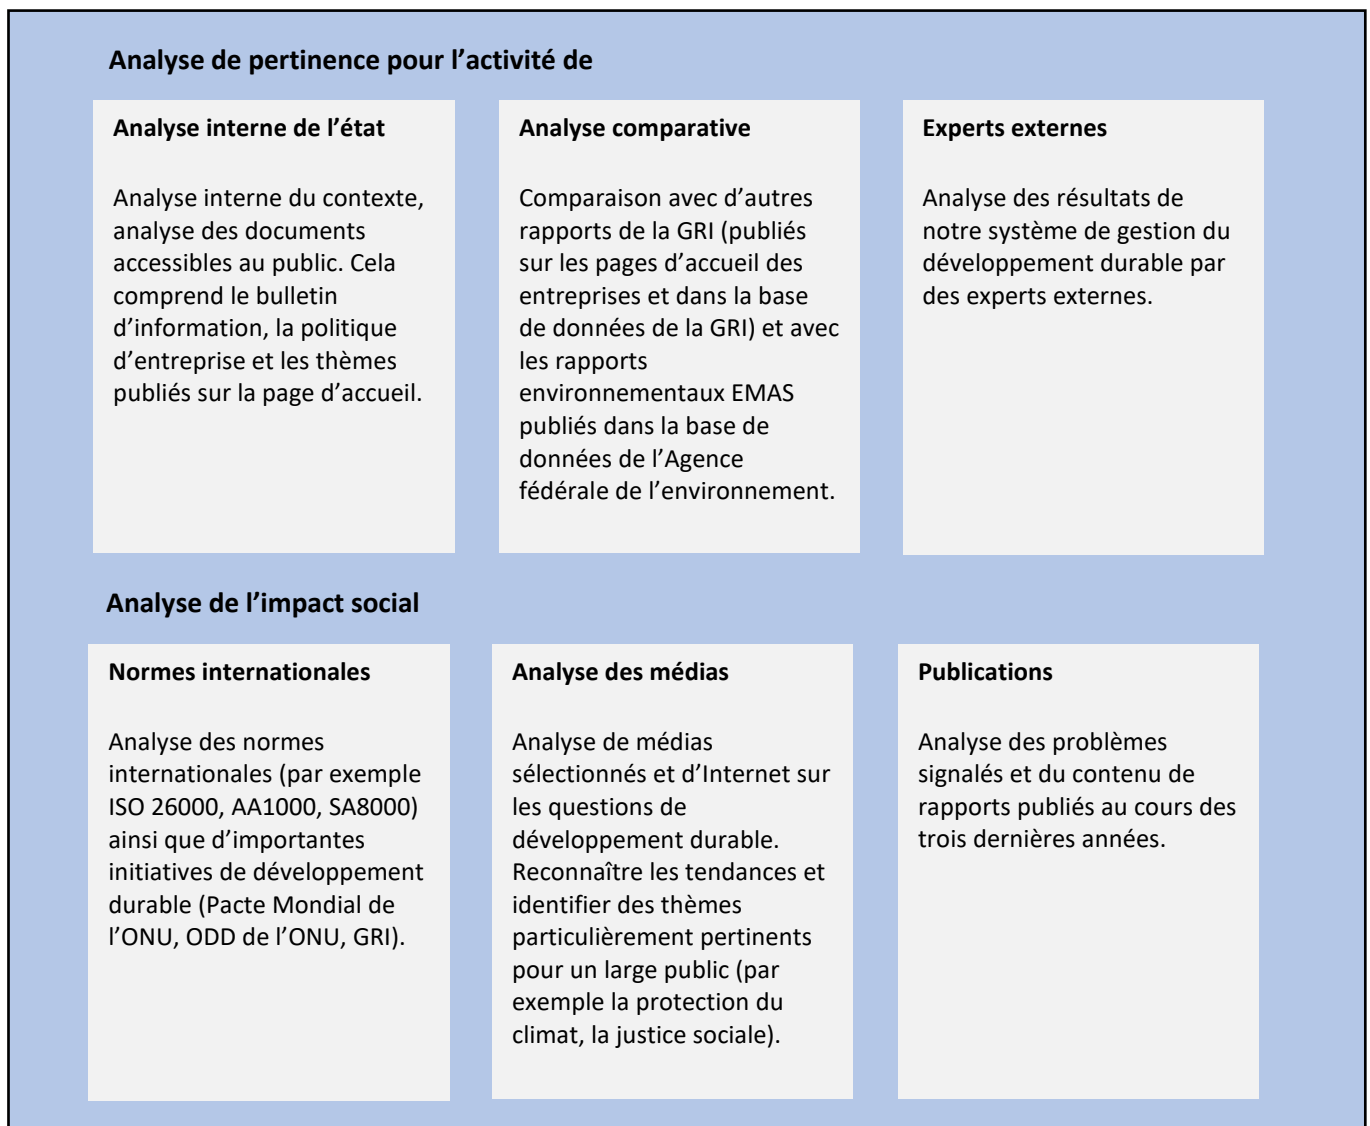 Analyse de pertinence pour l’activité de
Analyse interne de l’état
Analyse interne du contexte,
analyse des documents
accessibles au public. Cela
comprend le bulletin
d’information, la politique
d’entreprise et les thèmes
publiés sur la page d’accueil.
Analyse comparative
Comparaison avec d’autres
rapports de la GRI (publiés
sur les pages d’accueil des
entreprises et dans la base
de données de la GRI) et avec
les rapports
environnementaux EMAS
publiés dans la base de
données de l’Agence
fédérale de l’environnement.
Experts externes
Analyse des résultats de
notre système de gestion du
développement durable par
des experts externes.
Analyse de l’impact social
Normes internationales
Analyse des normes
internationales (par exemple
ISO 26000, AA1000, SA8000)
ainsi que d’importantes
initiatives de développement
durable (Pacte Mondial de
l’ONU, ODD de l’ONU, GRI).
Analyse des médias
Analyse de médias
sélectionnés et d’Internet sur
les questions de
développement durable.
Reconnaître les tendances et
identifier des thèmes
particulièrement pertinents
pour un large public (par
exemple la protection du
climat, la justice sociale).
Publications
Analyse des problèmes
signalés et du contenu de
rapports publiés au cours des
trois dernières années.